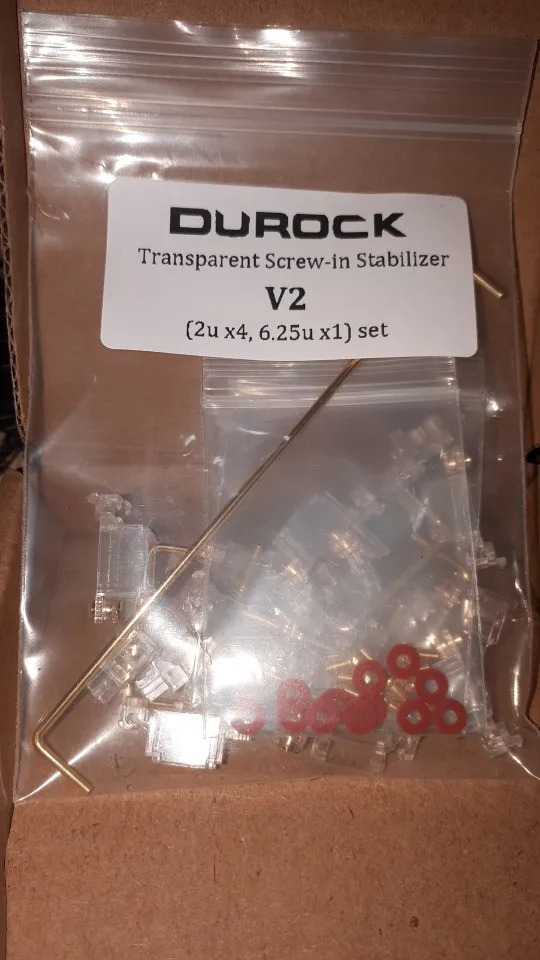 DUROCK
Transparent Screw-in Stabilizer
V2
(2u x4, 6.25u x1) set